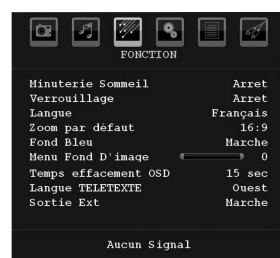 FONCTION
Minuterie Sommeil Arret
Verrouillage Arret
Langue Français
Zoom par défaut 16:9
Fond Bleu Marche
Menu Fond D'image 0
Temps effacement OSD 15 sec
Langue TELETEXTE Ouest
Sortie Ext Marche
Aucun Signal